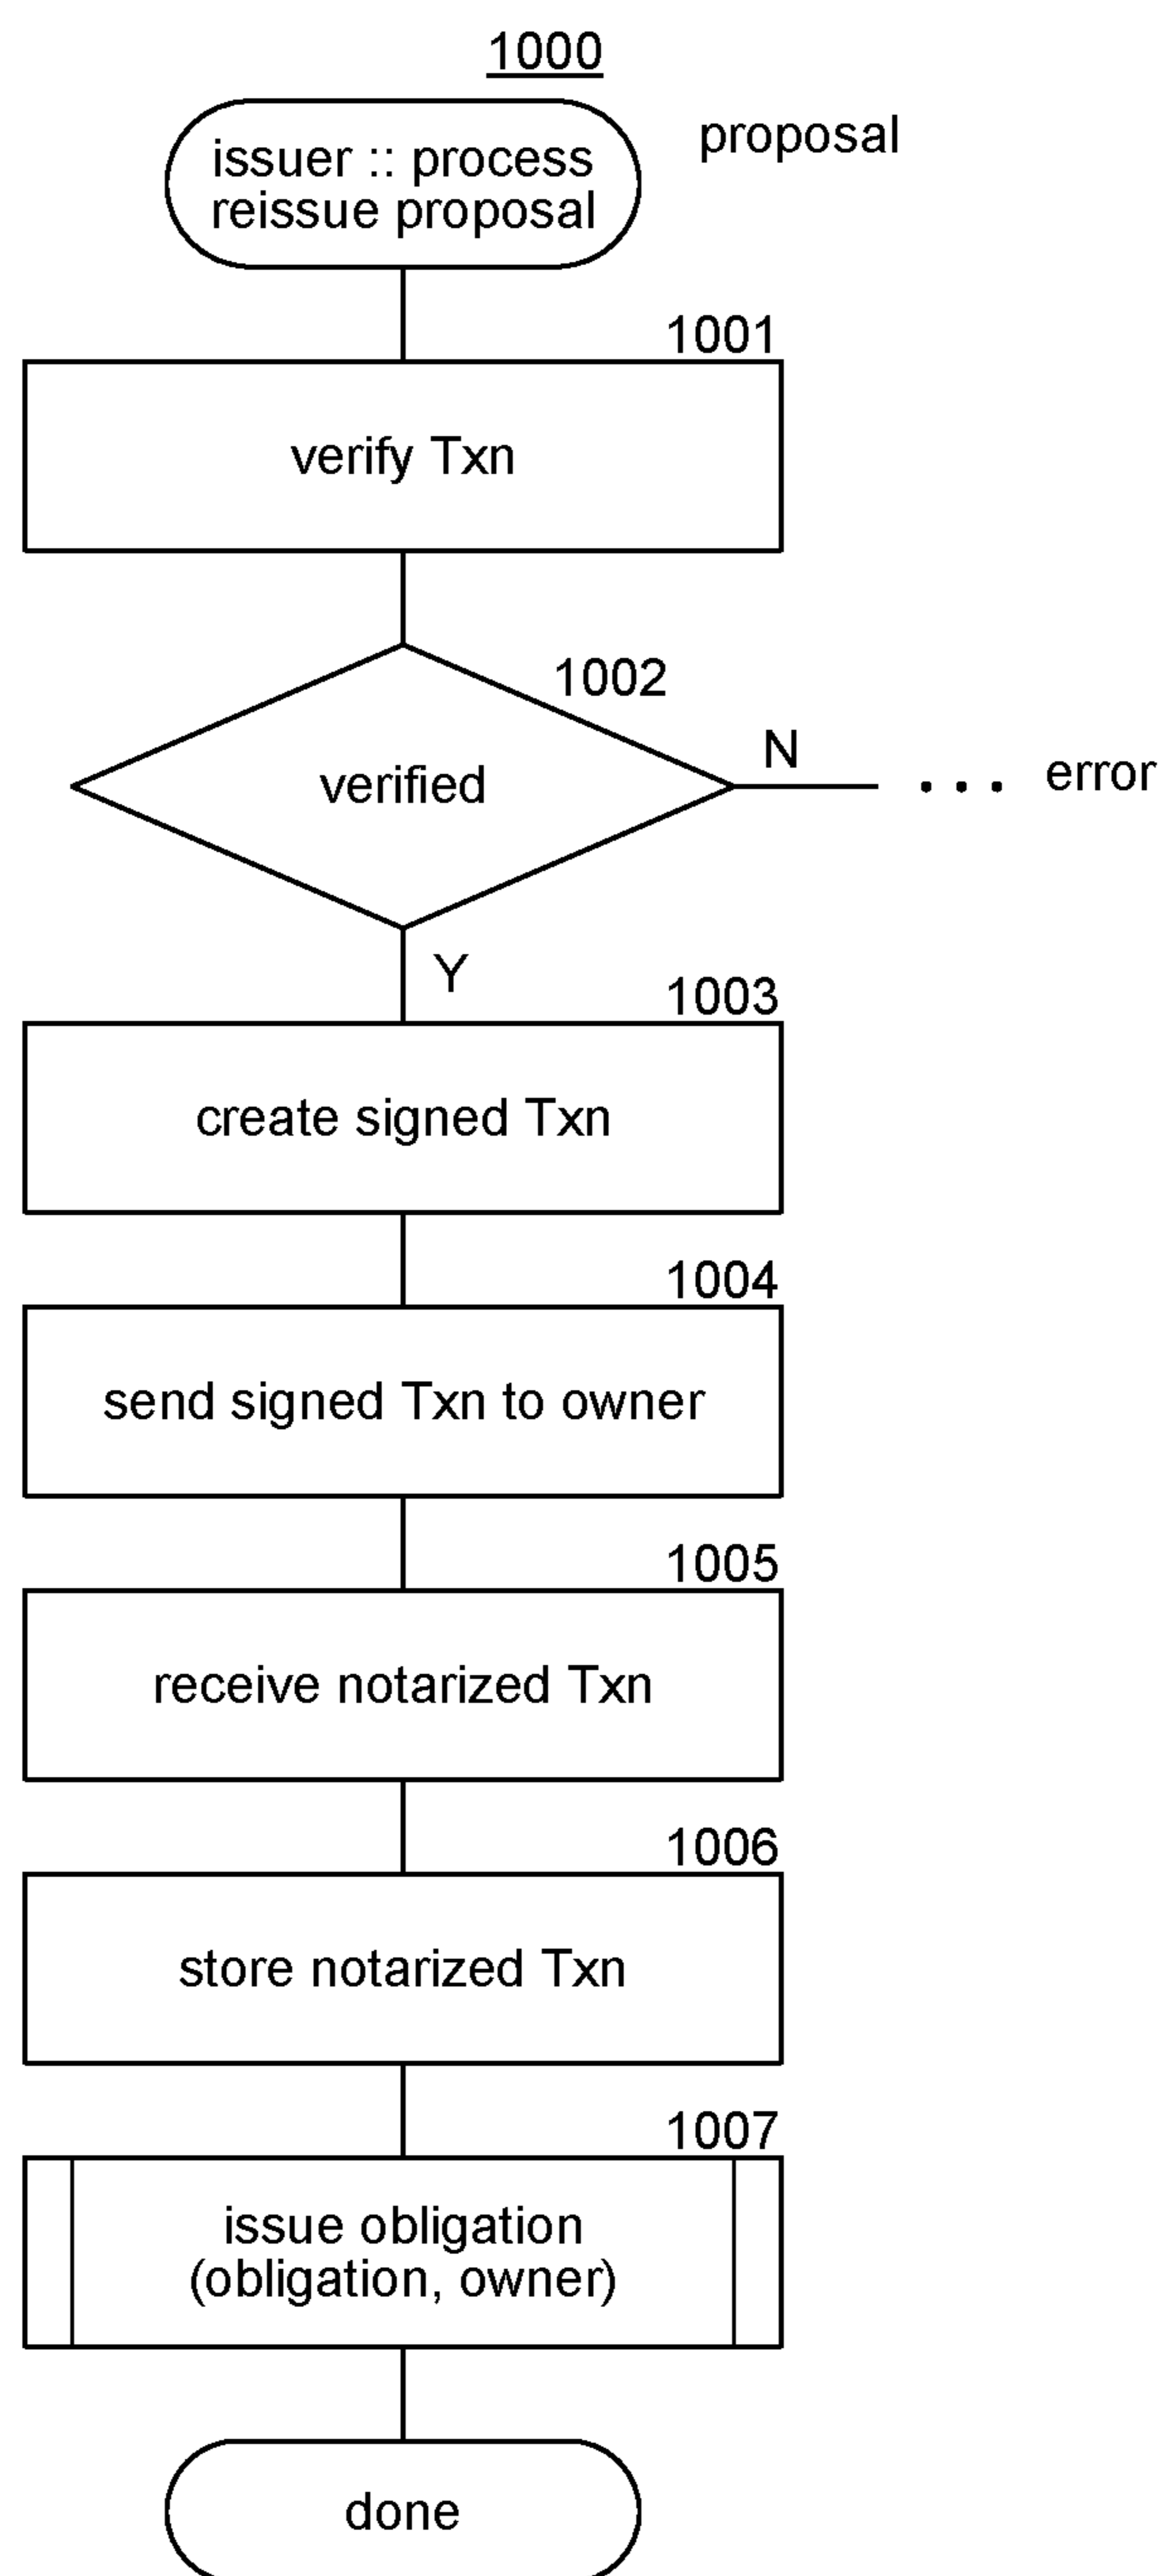 1000
issuer :: process
reissue proposal
proposal
1001
verify Txn
1002
verified
N
... error
Y
1003
create signed Txn
1004
send signed Txn to owner
1005
receive notarized Txn
1006
store notarized Txn
1007
issue obligation
(obligation, owner)
done